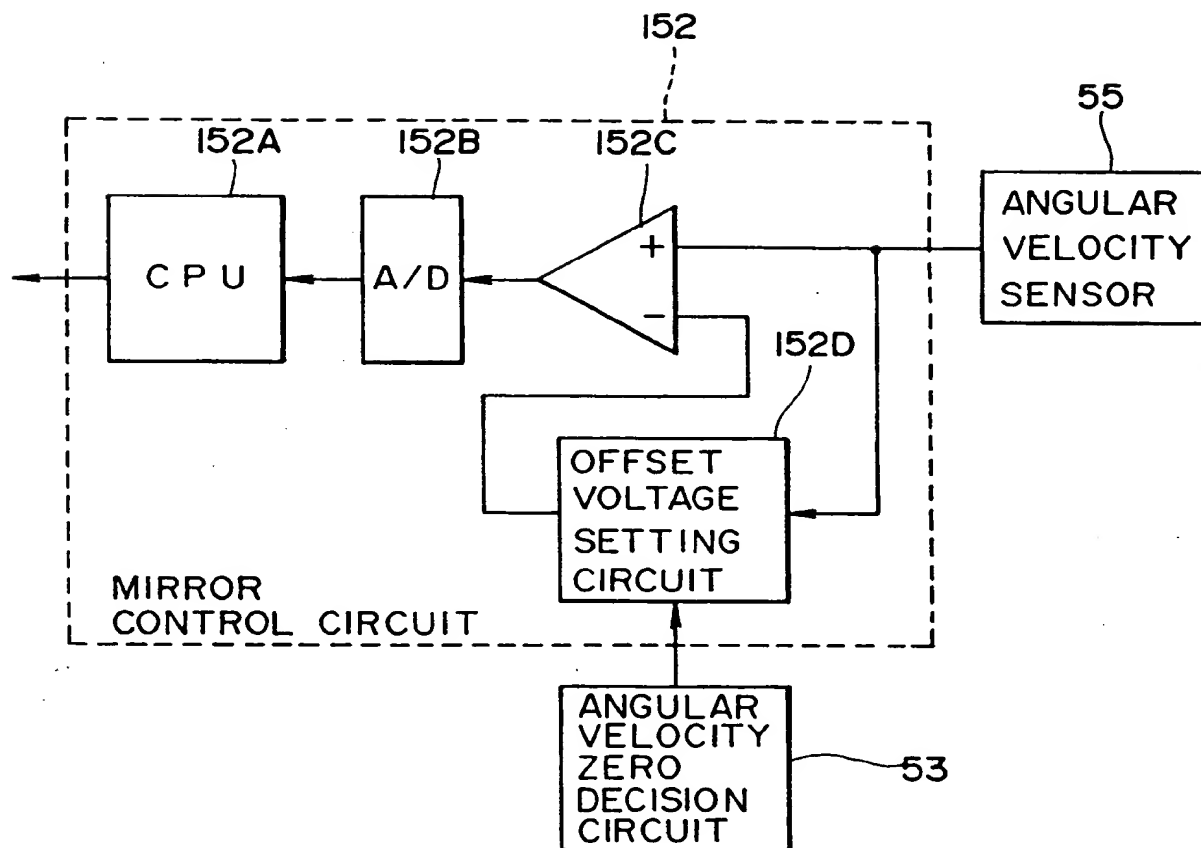 152
55
152A
152B
152C
ANGULAR
VELOCITY
SENSOR
CPU
A/D
+
−
152D
OFFSET
VOLTAGE
SETTING
CIRCUIT
MIRROR
CONTROL CIRCUIT
ANGULAR
VELOCITY
ZERO
DECISION
CIRCUIT
53